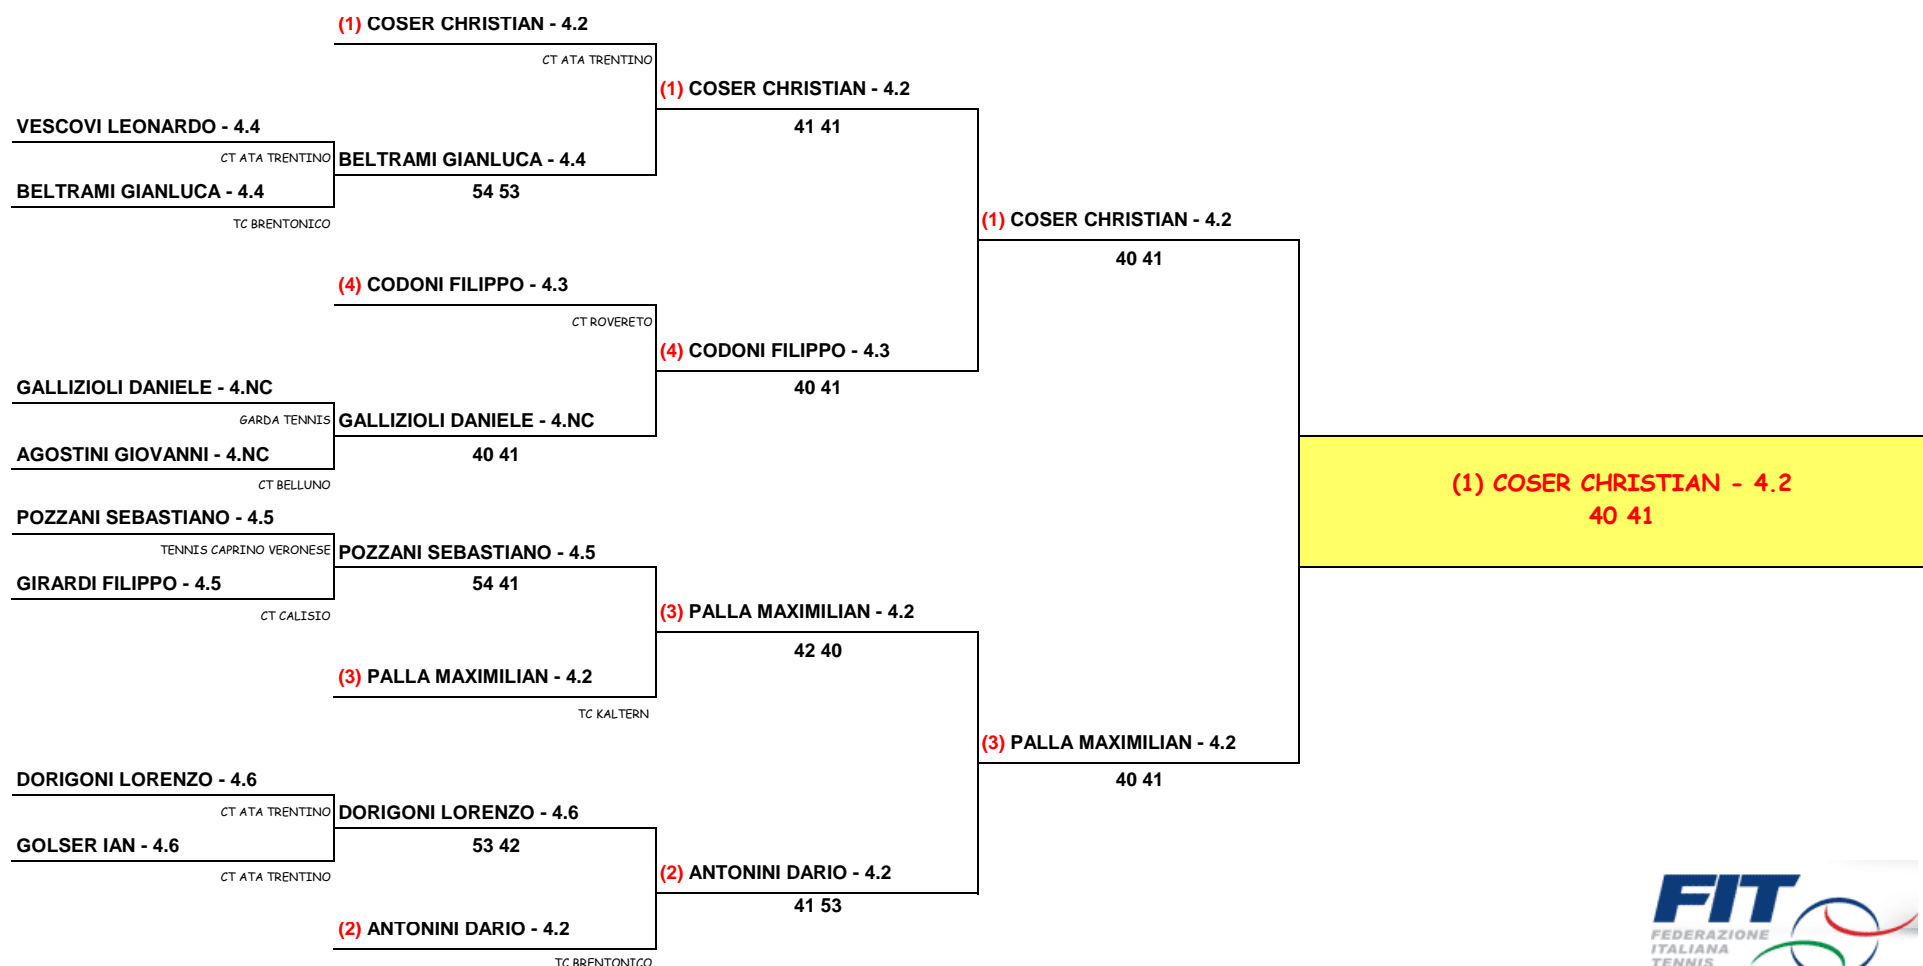 (1) COSER CHRISTIAN - 4.2
CT ATA TRENTINO
(1) COSER CHRISTIAN - 4.2
VESCOVI LEONARDO - 4.4
41 41
CT ATA TRENTINO
BELTRAMI GIANLUCA - 4.4
BELTRAMI GIANLUCA - 4.4
54 53
TC BRENTONICO
(1) COSER CHRISTIAN - 4.2
40 41
(4) CODONI FILIPPO - 4.3
CT ROVERETO
(4) CODONI FILIPPO - 4.3
GALLIZIOLI DANIELE - 4.NC
40 41
GARDA TENNIS
GALLIZIOLI DANIELE - 4.NC
AGOSTINI GIOVANNI - 4.NC
40 41
CT BELLUNO
(1) COSER CHRISTIAN - 4.2
40 41
POZZANI SEBASTIANO - 4.5
TENNIS CAPRINO VERONESE
POZZANI SEBASTIANO - 4.5
GIRARDI FILIPPO - 4.5
54 41
CT CALISIO
(3) PALLA MAXIMILIAN - 4.2
42 40
(3) PALLA MAXIMILIAN - 4.2
TC KALTERN
(3) PALLA MAXIMILIAN - 4.2
40 41
DORIGONI LORENZO - 4.6
CT ATA TRENTINO
DORIGONI LORENZO - 4.6
GOLSER IAN - 4.6
53 42
CT ATA TRENTINO
(2) ANTONINI DARIO - 4.2
41 53
(2) ANTONINI DARIO - 4.2
TC BRENTONICO
FIT
FEDERAZIONE
ITALIANA
TENNIS